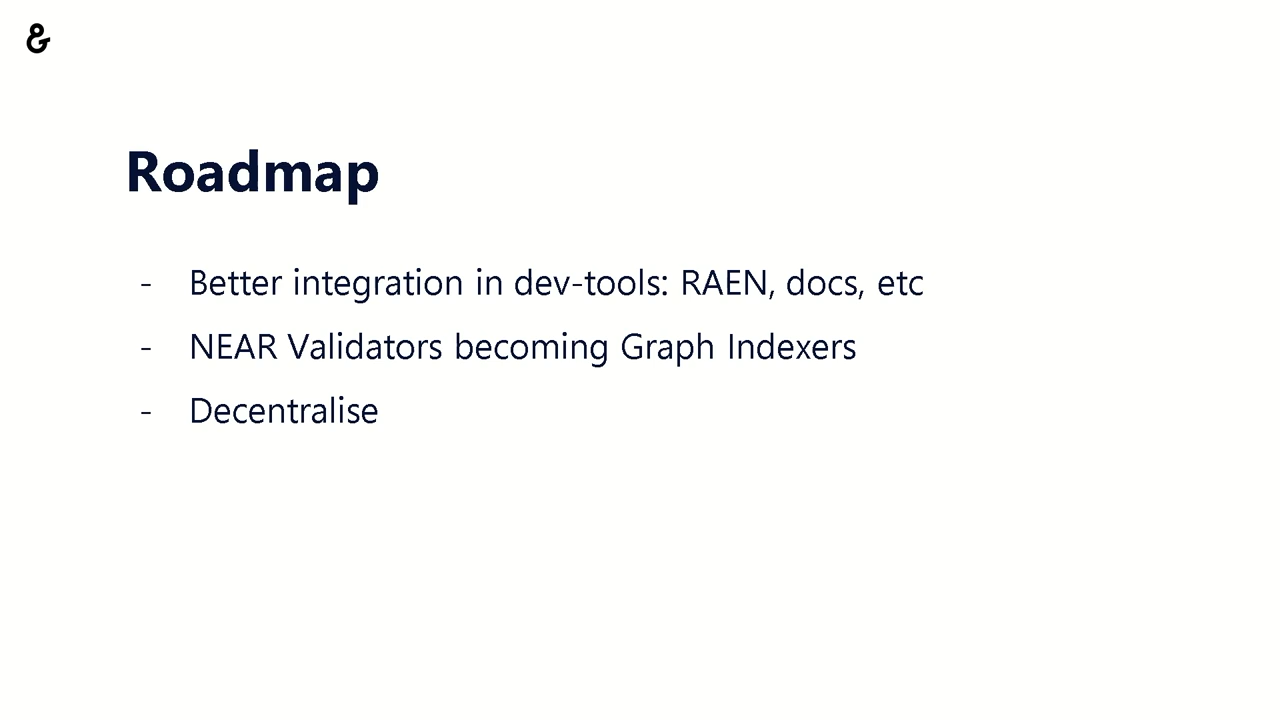 &
Roadmap
- Better integration in dev-tools: RAEN, docs, etc
- NEAR Validators becoming Graph Indexers
- Decentralise